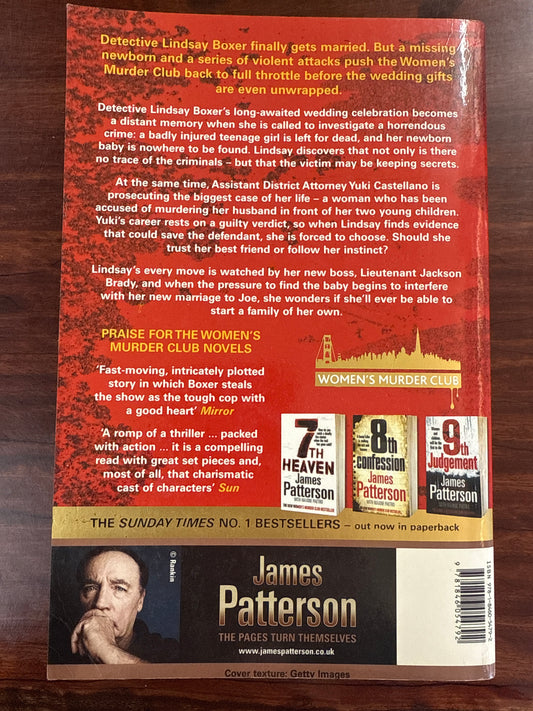 Detective Lindsay Boxer finally gets married. But a missing
newborn and a series of violent attacks push the Women's
Murder Club back to full throttle before the wedding gifts
are even unwrapped.
Detective Lindsay Boxer's long-awaited wedding celebration becomes
a distant memory when she is called to investigate a horrendous
crime: a badly injured teenage girl is left for dead, and her newborn
baby is nowhere to be found. Lindsay discovers that not only is there
no trace of the criminals – but that the victim may be keeping secrets.
At the same time, Assistant District Attorney Yuki Castellano is
prosecuting the biggest case of her life – a woman who has been
accused of murdering her husband in front of her two young children.
Yuki's career rests on a guilty verdict, so when Lindsay finds evidence
that could save the defendant, she is forced to choose. Should she
trust her best friend or follow her instinct?
Lindsay's every move is watched by her new boss, Lieutenant Jackson
Brady, and when the pressure to find the baby begins to interfere
with her new marriage to Joe, she wonders if she'll ever be able to
start a family of her own.
PRAISE FOR THE WOMEN'S
MURDER CLUB NOVELS
'Fast-moving, intricately plotted
story in which Boxer steals
the show as the tough cop with
a good heart' Mirror
'A romp of a thriller ... packed
with action ... it is a compelling
read with great set pieces and,
most of all, that charismatic
cast of characters' Sun
WOMEN'S MURDER CLUB
7TH
HEAVEN
James
Patterson
8th
confession
James
Patterson
9th
Judgement
James
Patterson
THE SUNDAY TIMES NO. 1 BESTSELLERS – out now in paperback
© Rankin
James
Patterson
THE PAGES TURN THEMSELVES
www.jamespatterson.co.uk
ISBN 978-1-8460-5479-2
9 781846 054792
Cover texture: Getty Images